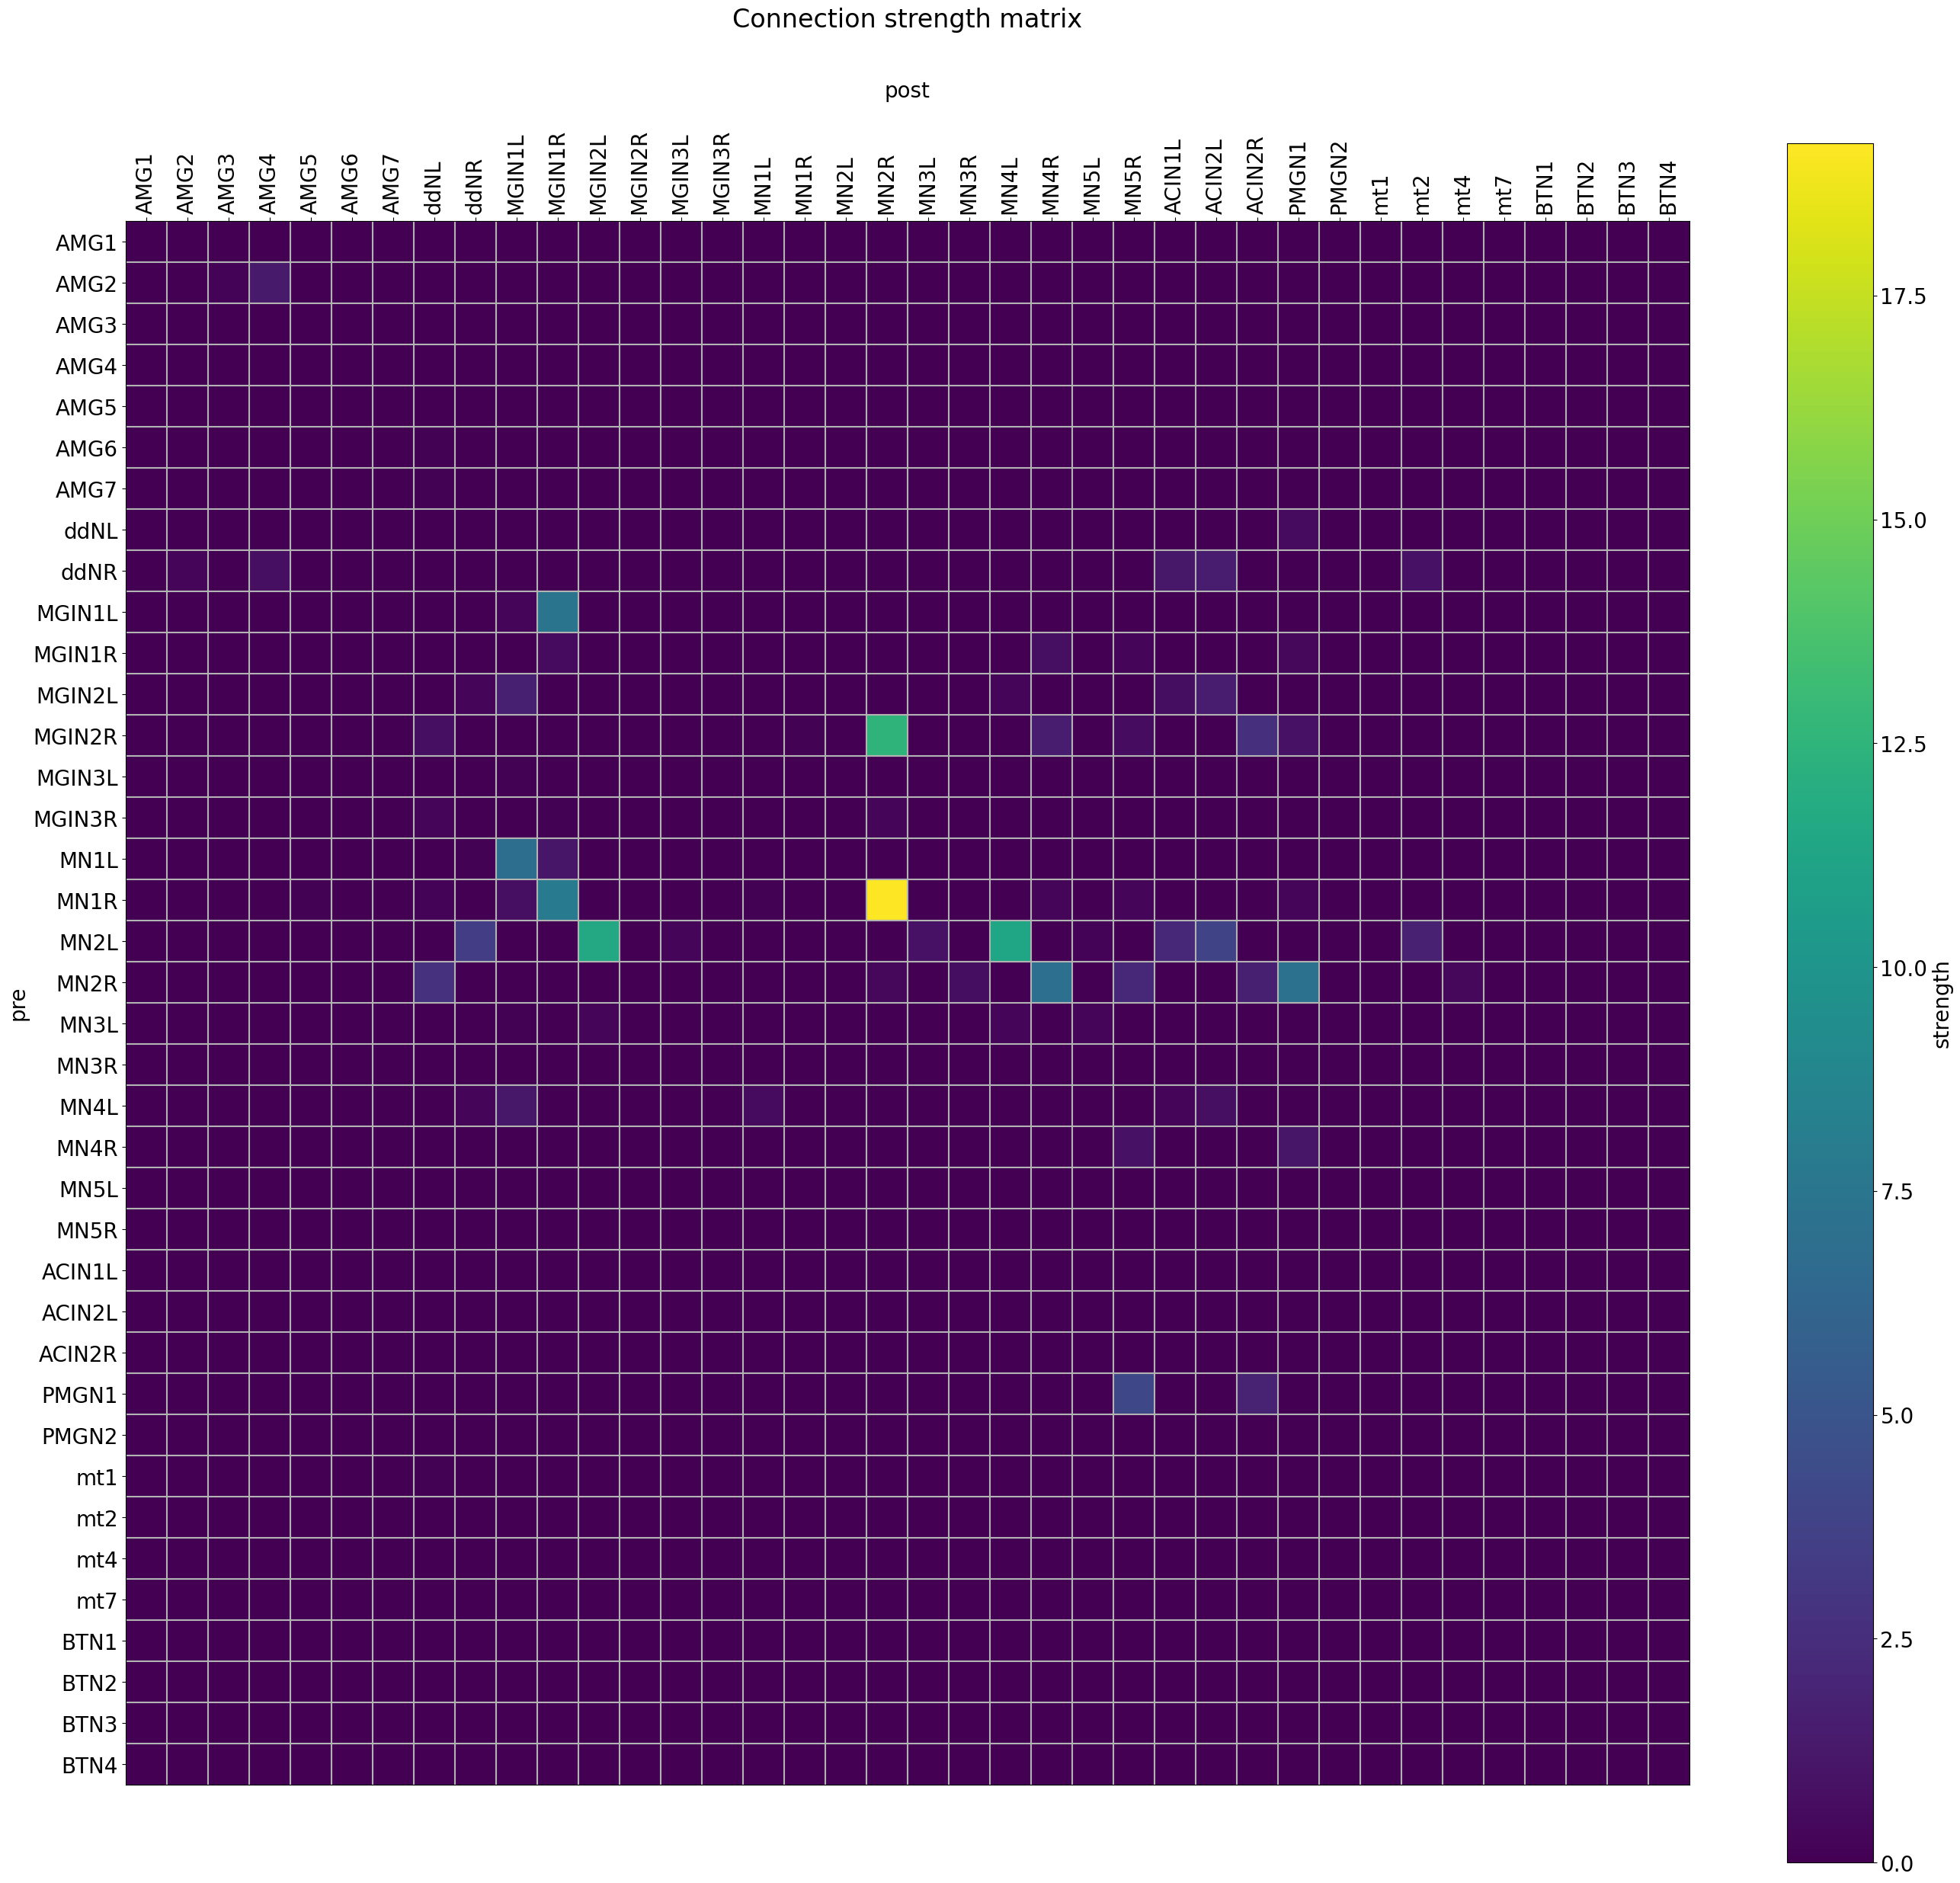 Connection strength matrix
post
AMG1 AMG2 AMG3 AMG4 AMG5 AMG6 AMG7 ddNL ddNR MGIN1L MGIN1R MGIN2L MGIN2R MGIN3L MGIN3R MN1L MN1R MN2L MN2R MN3L MN3R MN4L MN4R MN5L MN5R ACIN1L ACIN2L ACIN2R PMGN1 PMGN2 mt1 mt2 mt4 mt7 BTN1 BTN2 BTN3 BTN4
pre
AMG1
AMG2
AMG3
AMG4
AMG5
AMG6
AMG7
ddNL
ddNR
MGIN1L
MGIN1R
MGIN2L
MGIN2R
MGIN3L
MGIN3R
MN1L
MN1R
MN2L
MN2R
MN3L
MN3R
MN4L
MN4R
MN5L
MN5R
ACIN1L
ACIN2L
ACIN2R
PMGN1
PMGN2
mt1
mt2
mt4
mt7
BTN1
BTN2
BTN3
BTN4
17.5
15.0
12.5
10.0
7.5
5.0
2.5
0.0
strength